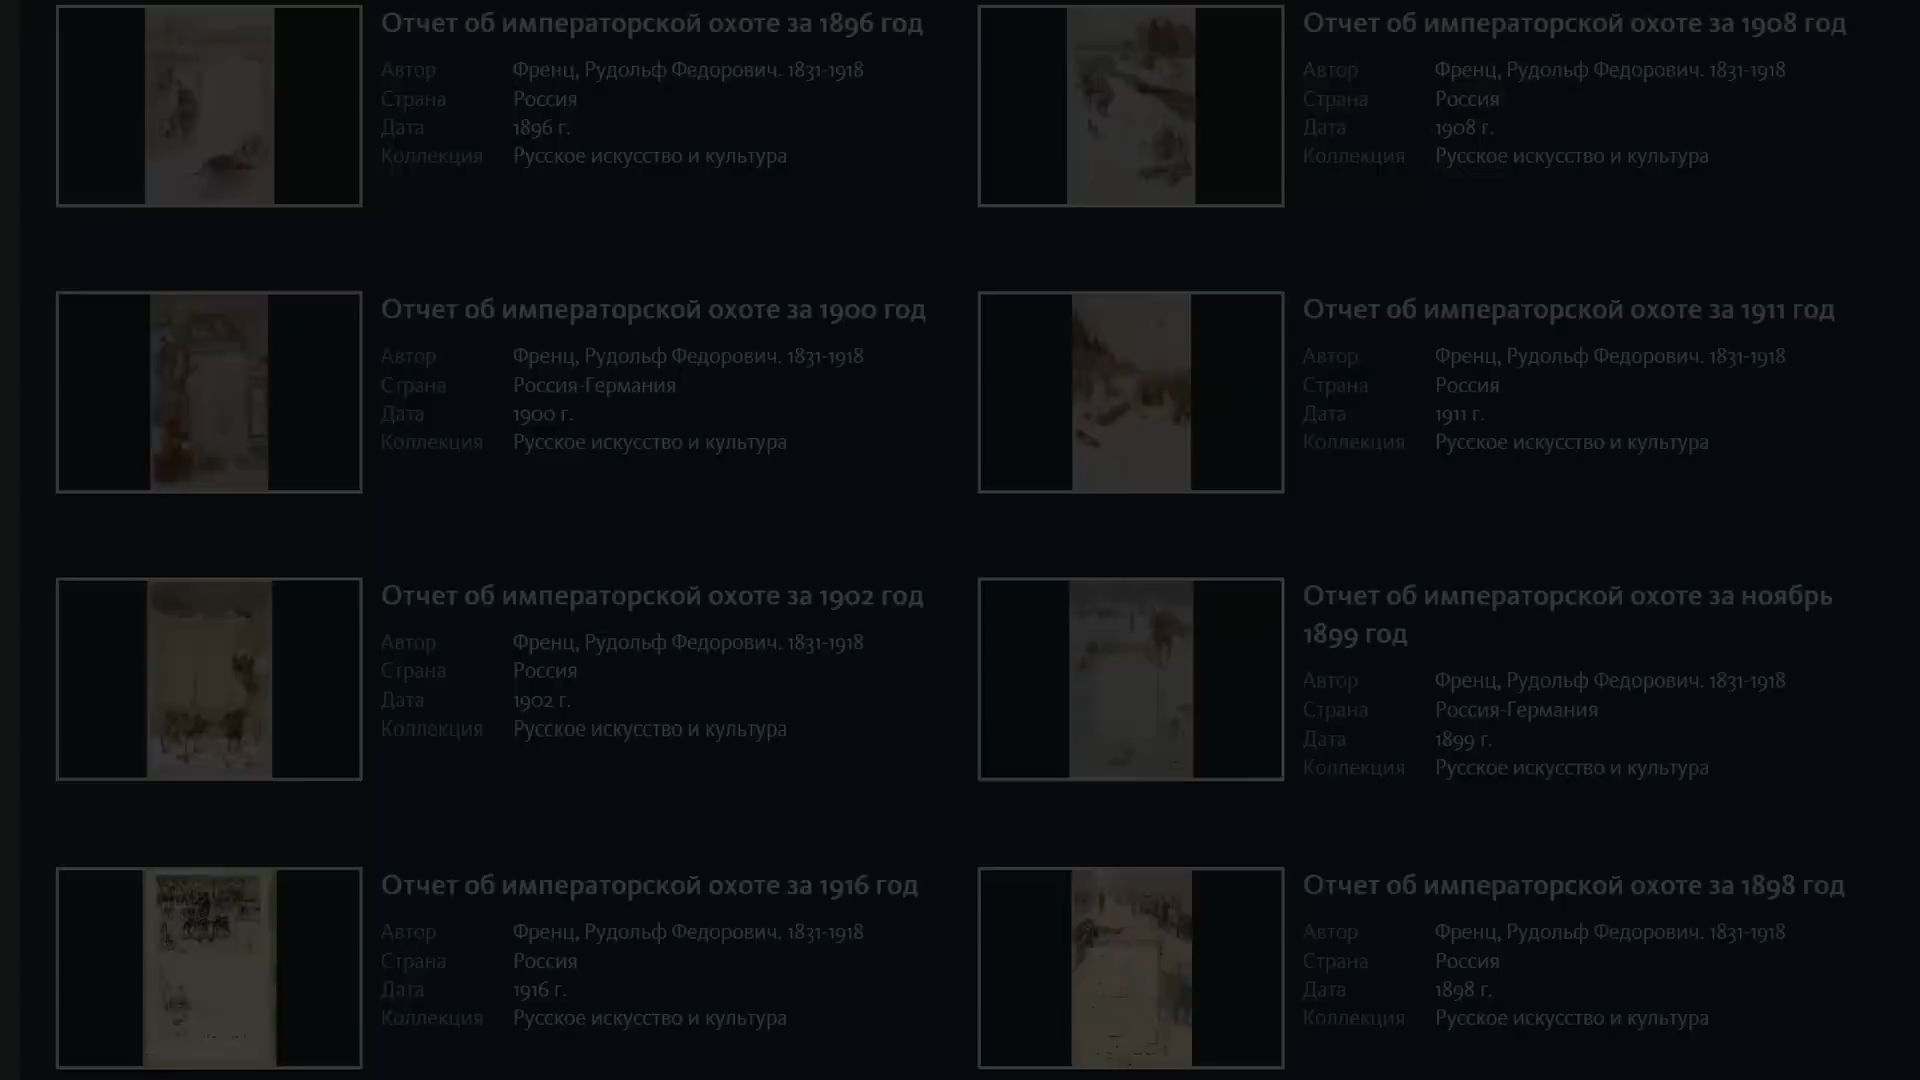 Отчет об императорской охоте за 1896 год
Автор Френц, Рудольф Федорович. 1831-1918
Страна Россия
Дата 1896 г.
Коллекция Русское искусство и культура
Отчет об императорской охоте за 1908 год
Автор Френц, Рудольф Федорович. 1831-1918
Страна Россия
Дата 1908 г.
Коллекция Русское искусство и культура
Отчет об императорской охоте за 1900 год
Автор Френц, Рудольф Федорович. 1831-1918
Страна Россия-Германия
Дата 1900 г.
Коллекция Русское искусство и культура
Отчет об императорской охоте за 1911 год
Автор Френц, Рудольф Федорович. 1831-1918
Страна Россия
Дата 1911 г.
Коллекция Русское искусство и культура
Отчет об императорской охоте за 1902 год
Автор Френц, Рудольф Федорович. 1831-1918
Страна Россия
Дата 1902 г.
Коллекция Русское искусство и культура
Отчет об императорской охоте за ноябрь
1899 год
Автор Френц, Рудольф Федорович. 1831-1918
Страна Россия-Германия
Дата 1899 г.
Коллекция Русское искусство и культура
Отчет об императорской охоте за 1916 год
Автор Френц, Рудольф Федорович. 1831-1918
Страна Россия
Дата 1916 г.
Коллекция Русское искусство и культура
Отчет об императорской охоте за 1898 год
Автор Френц, Рудольф Федорович. 1831-1918
Страна Россия
Дата 1898 г.
Коллекция Русское искусство и культура